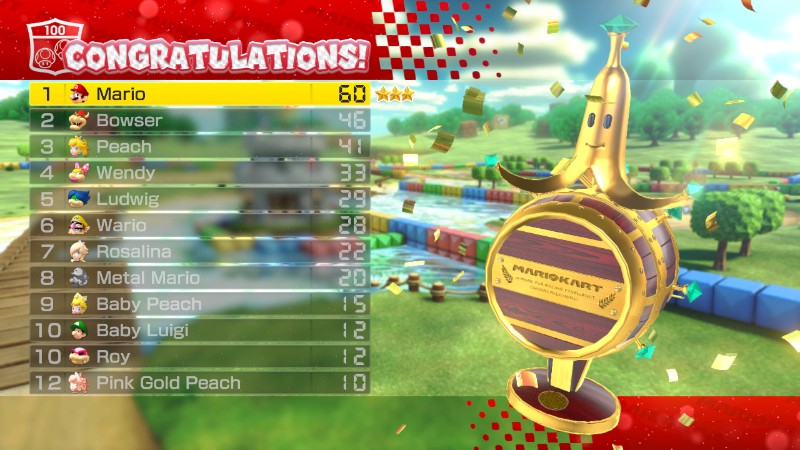 100
CONGRATULATIONS!
1 Mario 60
2 Bowser 46
3 Peach 41
4 Wendy 33
5 Ludwig 29
6 Wario 28
7 Rosalina 22
8 Metal Mario 20
9 Baby Peach 15
10 Baby Luigi 12
10 Roy 12
12 Pink Gold Peach 10
MARIOKART